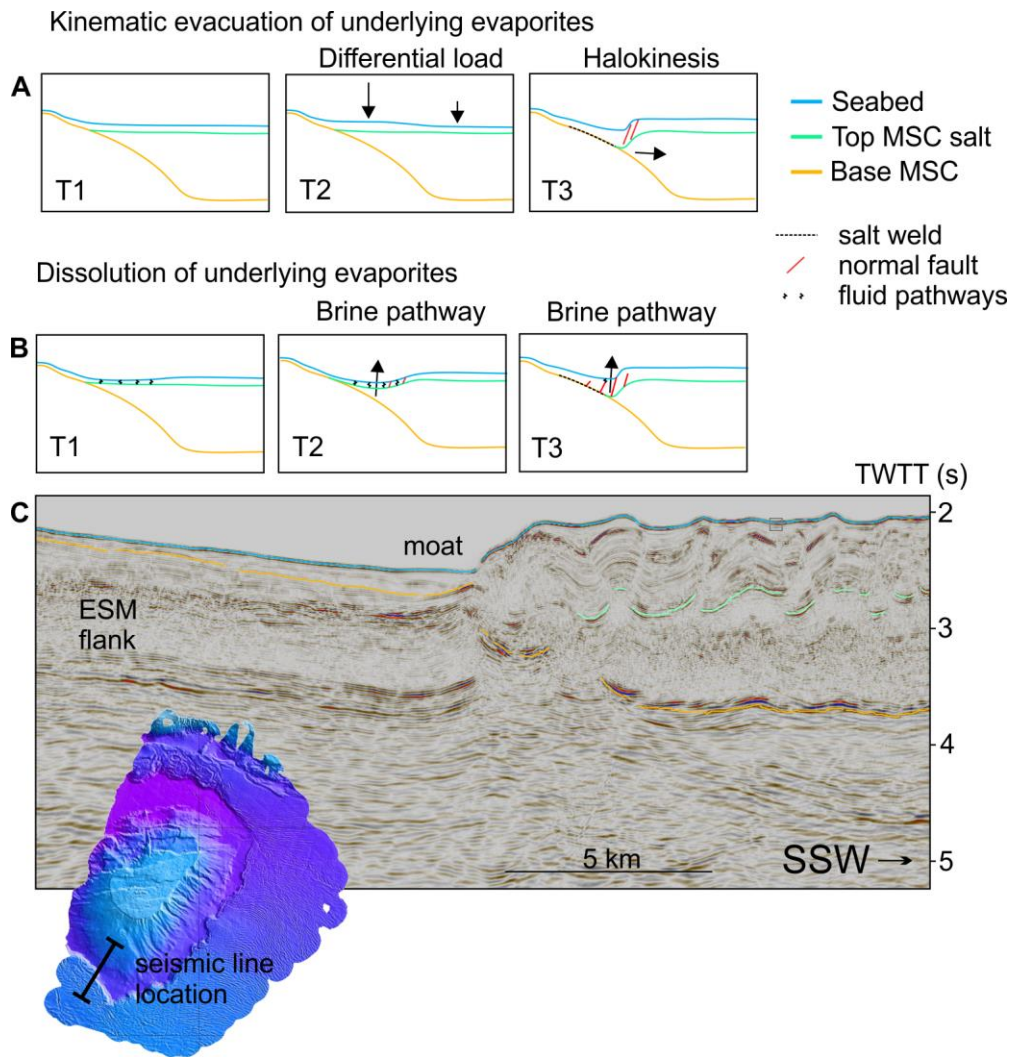 Kinematic evacuation of underlying evaporites
Differential load
Halokinesis
A
T1
T2
T3
Seabed
Top MSC salt
Base MSC
salt weld
normal fault
fluid pathways
Dissolution of underlying evaporites
Brine pathway
Brine pathway
B
T1
T2
T3
TWTT (s)
C
2
moat
ESM
flank
3
4
5 km
SSW
5
seismic line
location